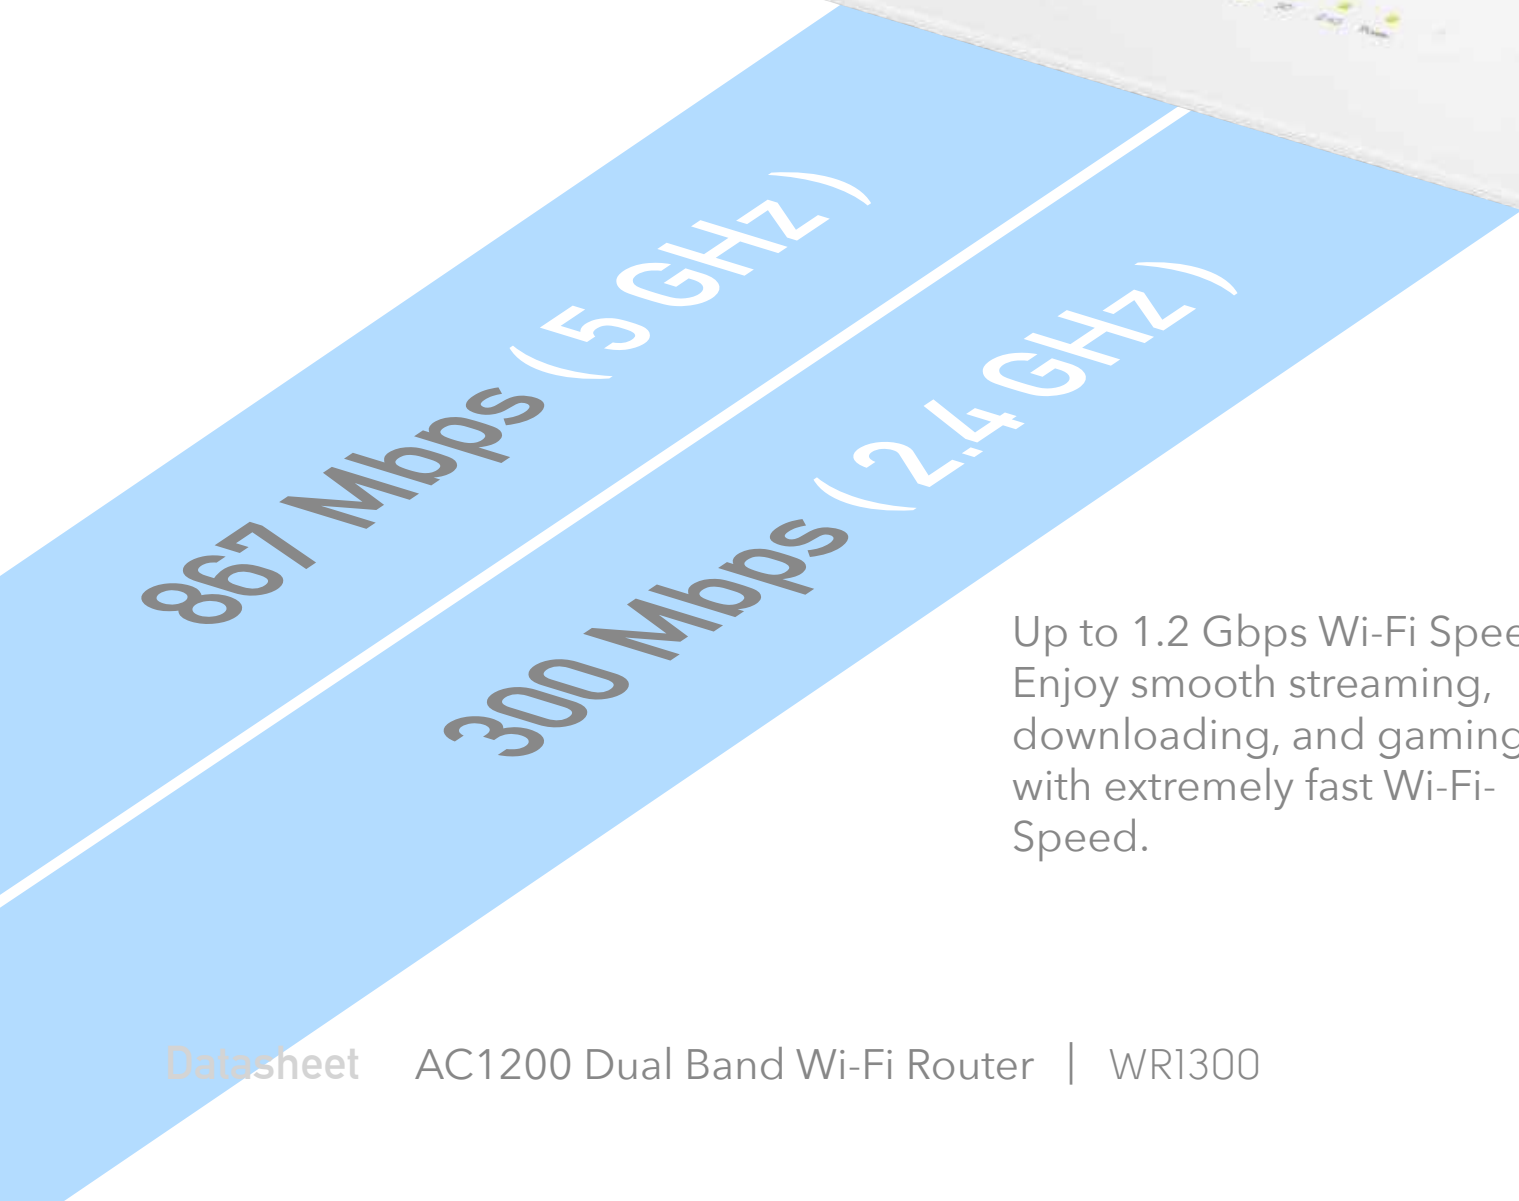 867 Mbps ( 5 GHz )
300 Mbps ( 2.4 GHz )
Up to 1.2 Gbps Wi-Fi Spee
Enjoy smooth streaming,
downloading, and gaming
with extremely fast Wi-Fi-
Speed.
Datasheet AC1200 Dual Band Wi-Fi Router | WR1300